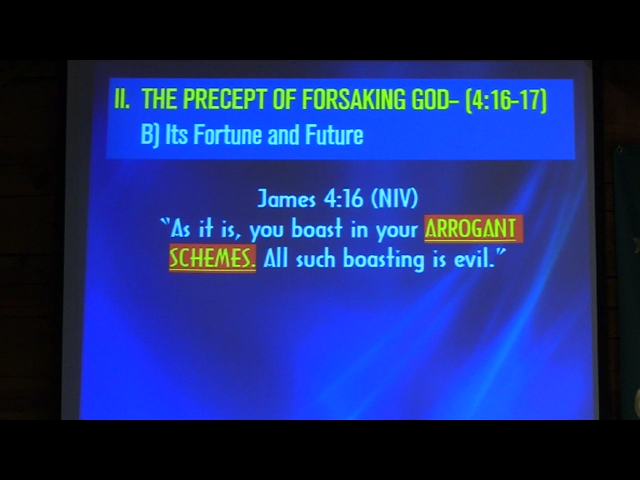 II. THE PRECEPT OF FORSAKING GOD– (4:16-17)
B) Its Fortune and Future
James 4:16 (NIV)
“As it is, you boast in your ARROGANT
SCHEMES. All such boasting is evil.”